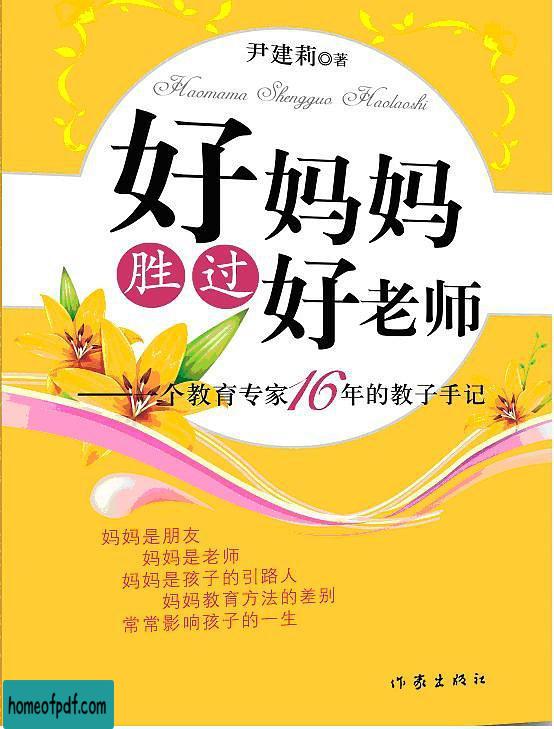 尹建莉◎著
Haomama Shengguo Haolaoshi
好妈妈
胜过好老师
———一个教育专家16年的教子手记
妈妈是朋友
妈妈是老师
妈妈是孩子的引路人
妈妈教育方法的差别
常常影响孩子的一生
作家出版社
homeofpdf.com